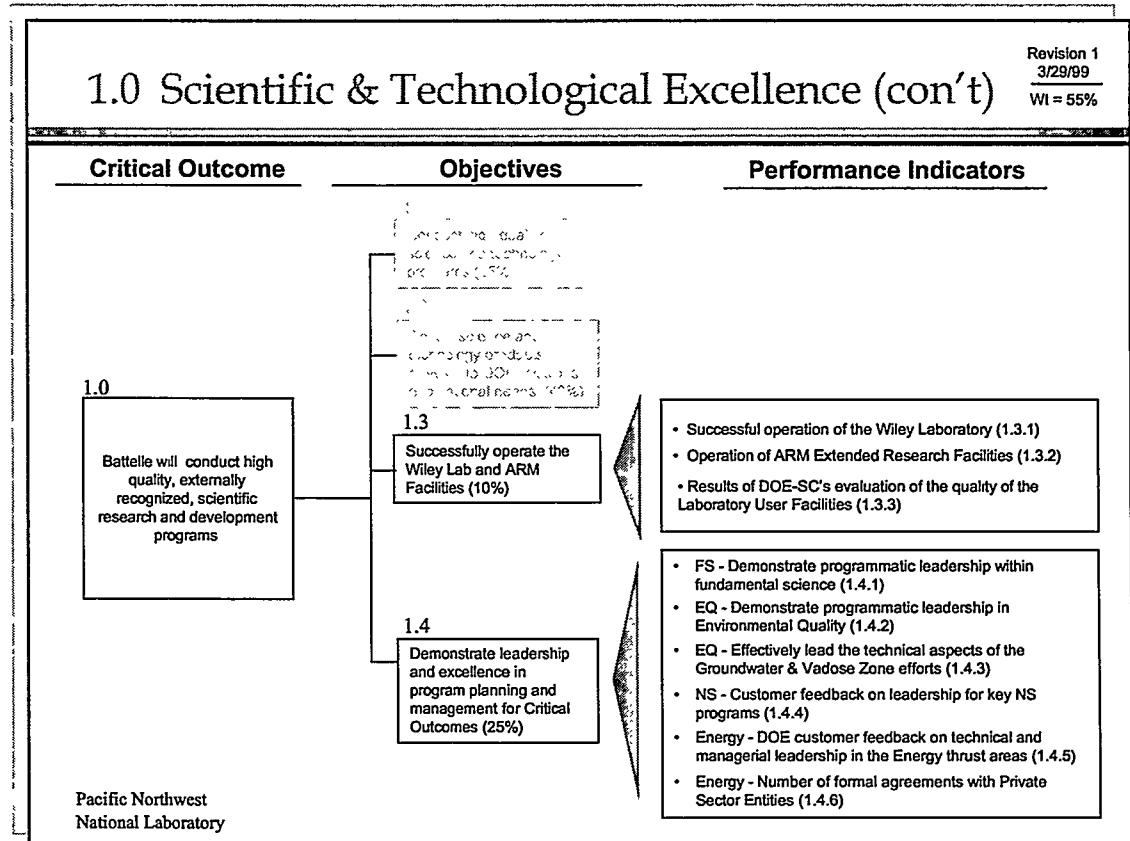 Revision 1
3/29/99
Wt = 55%
1.0 Scientific & Technological Excellence (con't)
Critical Outcome
Objectives
Performance Indicators
1.0
Battelle will conduct high
quality, externally
recognized, scientific
research and development
programs
1.3
Successfully operate the
Wiley Lab and ARM
Facilities (10%)
• Successful operation of the Wiley Laboratory (1.3.1)
• Operation of ARM Extended Research Facilities (1.3.2)
• Results of DOE-SC's evaluation of the quality of the
Laboratory User Facilities (1.3.3)
1.4
Demonstrate leadership
and excellence in
program planning and
management for Critical
Outcomes (25%)
• FS - Demonstrate programmatic leadership within
fundamental science (1.4.1)
• EQ - Demonstrate programmatic leadership in
Environmental Quality (1.4.2)
• EQ - Effectively lead the technical aspects of the
Groundwater & Vadose Zone efforts (1.4.3)
• NS - Customer feedback on leadership for key NS
programs (1.4.4)
• Energy - DOE customer feedback on technical and
managerial leadership in the Energy thrust areas (1.4.5)
• Energy - Number of formal agreements with Private
Sector Entities (1.4.6)
Pacific Northwest
National Laboratory